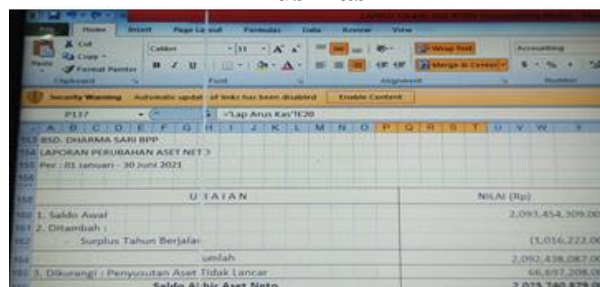 Home Insert Page Layout Formulas Data Review View
Cut
Copy
Paste
Format Painter
Calibri 11
B I U
Wrap Text
Merge & Center
Accounting
$ % ,
Clipboard Font Alignment Number
Security Warning Automatic update of links has been disabled Enable Content
P137 ='Lap Arus Kas'!E20
A B C D E F G H I J K L M N O P Q R S T U V W X
BSD. DHARMA SARI BPP
LAPORAN PERUBAHAN ASET NETO
Per : 01 Januari - 30 Juni 2021
URAIAN NILAI (Rp)
1. Saldo Awal 2,093,454,309.00
2. Ditambah :
- Surplus Tahun Berjalan (1,016,222.00
Jumlah 2,092,438,087.00
3. Dikurangi : Penyusutan Aset Tidak Lancar 66,697,208.00
Saldo Akhir Aset Neto